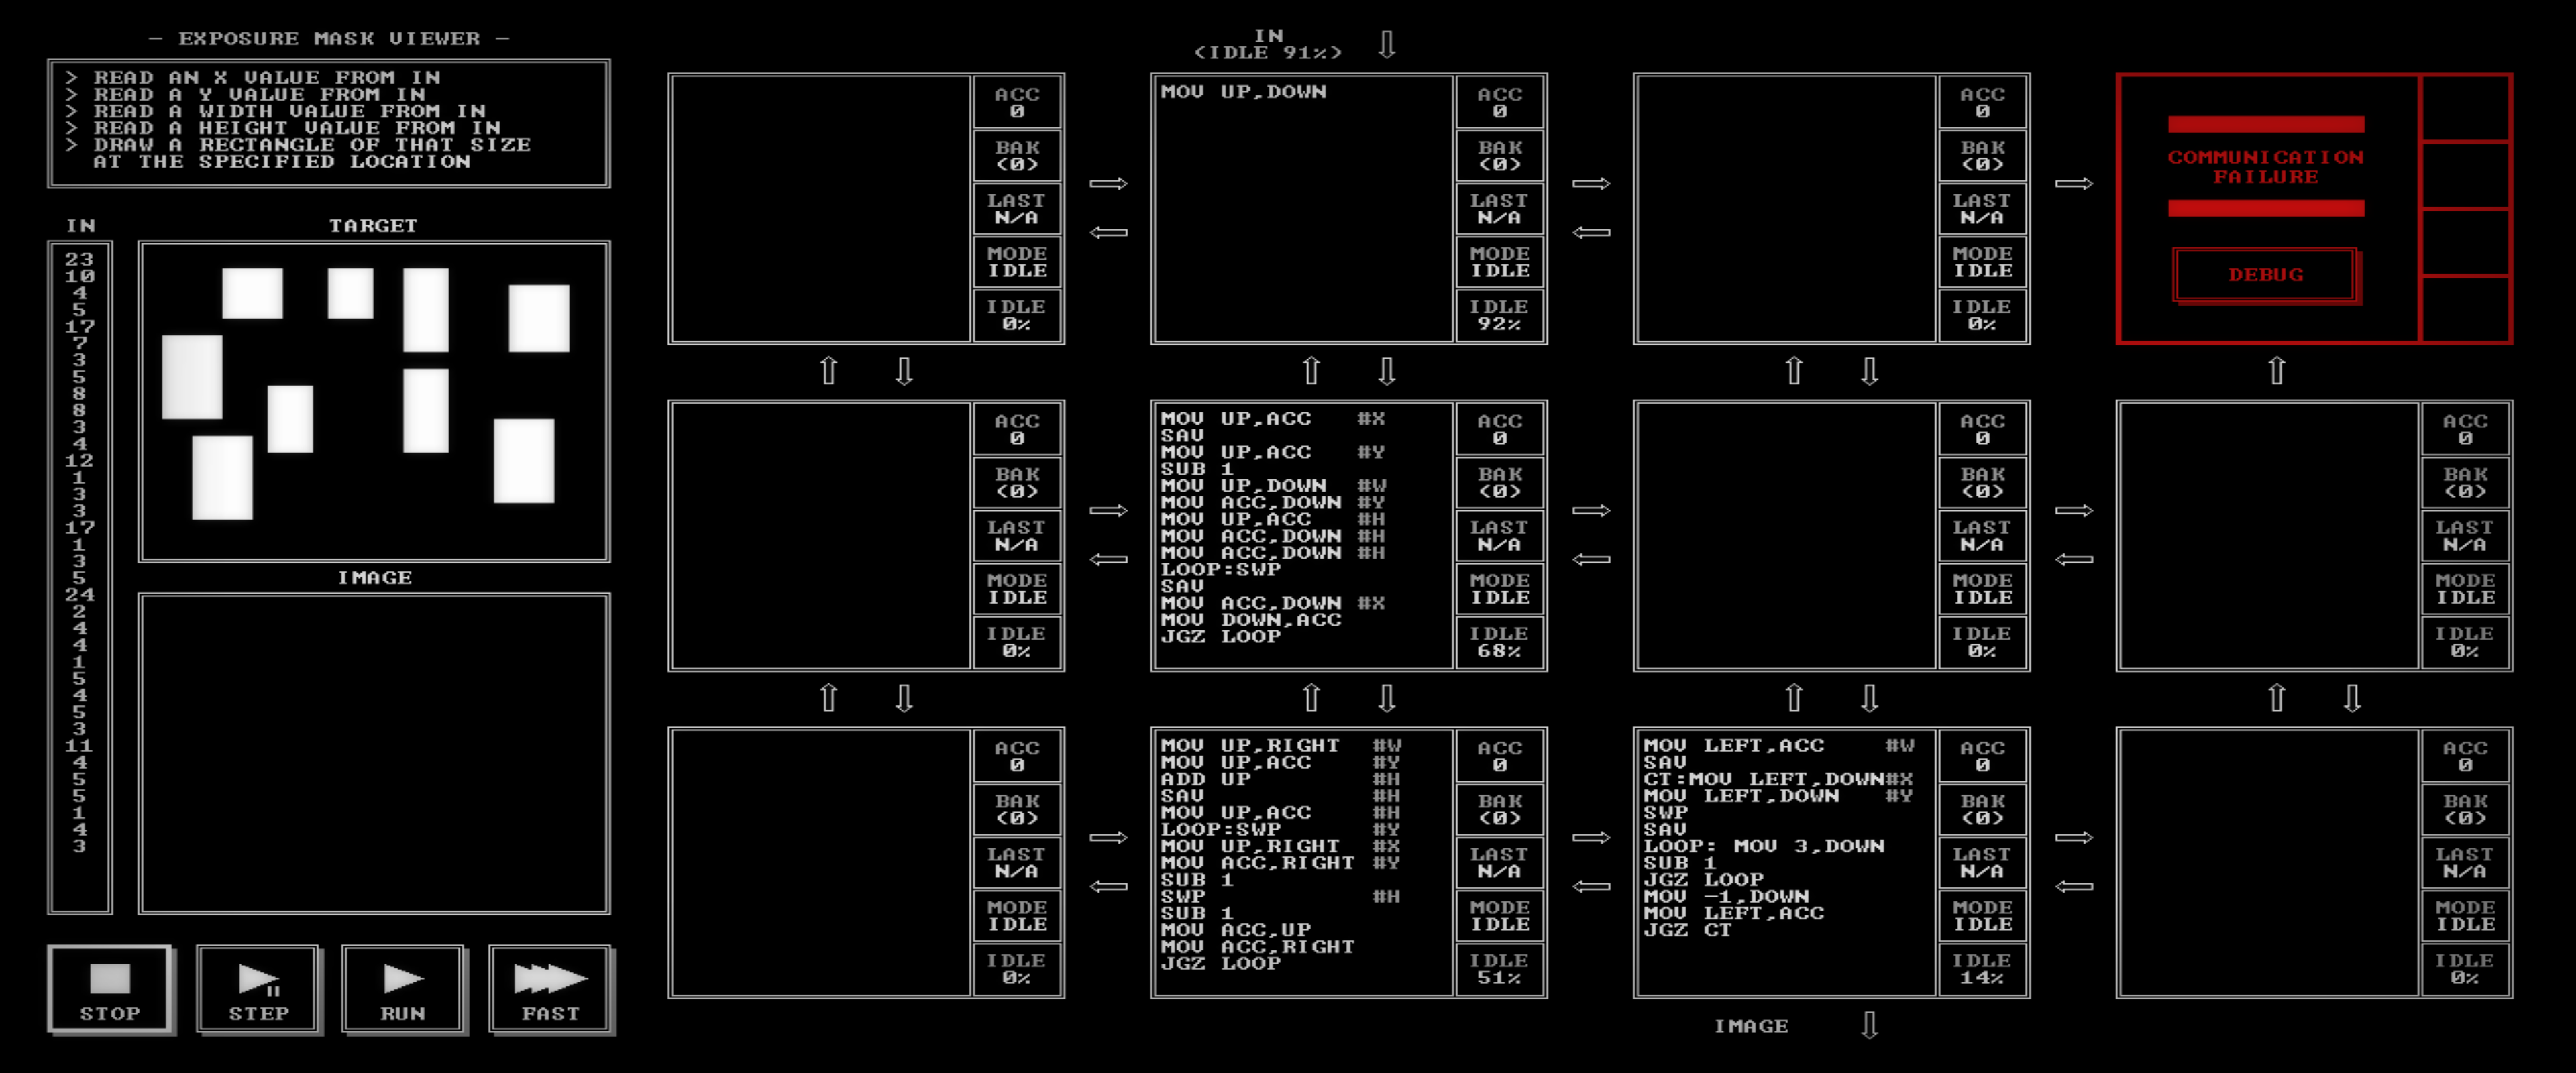 - EXPOSURE MASK VIEWER -
> READ AN X VALUE FROM IN
> READ A Y VALUE FROM IN
> READ A WIDTH VALUE FROM IN
> READ A HEIGHT VALUE FROM IN
> DRAW A RECTANGLE OF THAT SIZE
AT THE SPECIFIED LOCATION
IN
TARGET
23
10
4
5
17
7
3
5
8
8
3
4
12
1
3
3
17
1
3
5
24
2
4
4
1
5
4
5
3
11
4
5
5
1
4
3
IMAGE
STOP
STEP
RUN
FAST
IN
(IDLE 91%)
ACC
0
BAK
(0)
LAST
N/A
MODE
IDLE
IDLE
0%
MOV UP,DOWN
ACC
0
BAK
(0)
LAST
N/A
MODE
IDLE
IDLE
92%
ACC
0
BAK
(0)
LAST
N/A
MODE
IDLE
IDLE
0%
COMMUNICATION
FAILURE
DEBUG
ACC
0
BAK
(0)
LAST
N/A
MODE
IDLE
IDLE
0%
MOV UP,ACC #X
SAV
MOV UP,ACC #Y
SUB 1
MOV UP,DOWN #W
MOV ACC,DOWN #Y
MOV UP,ACC #H
MOV ACC,DOWN #H
MOV ACC,DOWN #H
LOOP:SWP
SAV
MOV ACC,DOWN #X
MOV DOWN,ACC
JGZ LOOP
ACC
0
BAK
(0)
LAST
N/A
MODE
IDLE
IDLE
68%
ACC
0
BAK
(0)
LAST
N/A
MODE
IDLE
IDLE
0%
ACC
0
BAK
(0)
LAST
N/A
MODE
IDLE
IDLE
0%
ACC
0
BAK
(0)
LAST
N/A
MODE
IDLE
IDLE
0%
MOV UP,RIGHT #W
MOV UP,ACC #Y
ADD UP #H
SAV #H
MOV UP,ACC #H
LOOP:SWP #Y
MOV UP,RIGHT #X
MOV ACC,RIGHT #Y
SUB 1
SWP #H
SUB 1
MOV ACC,UP
MOV ACC,RIGHT
JGZ LOOP
ACC
0
BAK
(0)
LAST
N/A
MODE
IDLE
IDLE
51%
MOV LEFT,ACC #W
SAV
CT:MOV LEFT,DOWN#X
MOV LEFT,DOWN #Y
SWP
SAV
LOOP: MOV 3,DOWN
SUB 1
JGZ LOOP
MOV -1,DOWN
MOV LEFT,ACC
JGZ CT
ACC
0
BAK
(0)
LAST
N/A
MODE
IDLE
IDLE
14%
ACC
0
BAK
(0)
LAST
N/A
MODE
IDLE
IDLE
0%
IMAGE